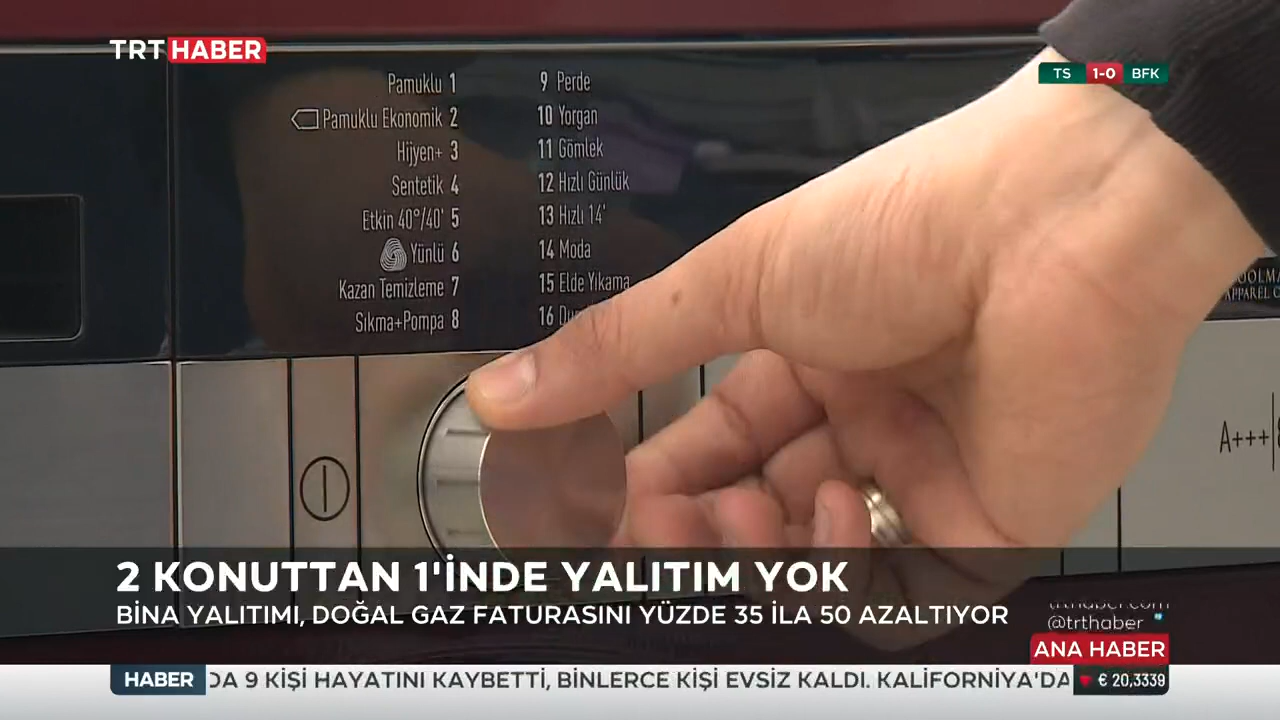 TRT HABER
TS 1-0 BFK
Pamuklu 1
Pamuklu Ekonomik 2
Hijyen+ 3
Sentetik 4
Etkin 40°/40' 5
Yünlü 6
Kazan Temizleme 7
Sıkma+Pompa 8
9 Perde
10 Yorgan
11 Gömlek
12 Hızlı Günlük
13 Hızlı 14'
14 Moda
15 Elde Yıkama
16
A+++
2 KONUTTAN 1'İNDE YALITIM YOK
BİNA YALITIMI, DOĞAL GAZ FATURASINI YÜZDE 35 İLA 50 AZALTIYOR
@trthaber
ANA HABER
HABER DA 9 KİŞİ HAYATINI KAYBETTİ, BİNLERCE KİŞİ EVSİZ KALDI. KALİFORNİYA'DA € 20,3339